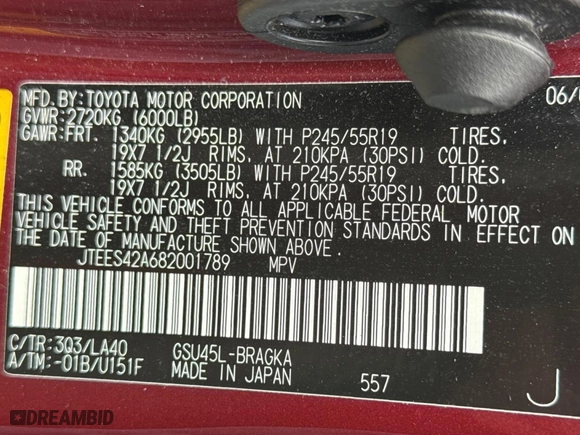 MFD.BY:TOYOTA MOTOR CORPORATION 06/
GVWR:2720KG (6000LB)
GAWR:FRT. 1340KG (2955LB) WITH P245/55R19 TIRES,
19X7 1/2J RIMS, AT 210KPA (30PSI) COLD.
RR. 1585KG (3505LB) WITH P245/55R19 TIRES,
19X7 1/2J RIMS, AT 210KPA (30PSI) COLD.
THIS VEHICLE CONFORMS TO ALL APPLICABLE FEDERAL MOTOR
VEHICLE SAFETY AND THEFT PREVENTION STANDARDS IN EFFECT ON
THE DATE OF MANUFACTURE SHOWN ABOVE.
JTEES42A682001789 MPV
C/TR:3Q3/LA40 GSU45L-BRAGKA
A/TM:-01B/U151F MADE IN JAPAN 557 J
DREAMBID